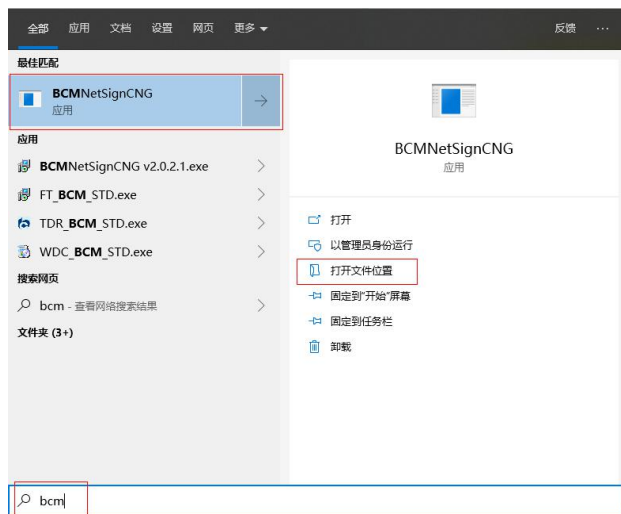 全部 应用 文档 设置 网页 更多 反馈 ···
最佳匹配
BCMNetSignCNG
应用
应用
BCMNetSignCNG v2.0.2.1.exe
FT_BCM_STD.exe
TDR_BCM_STD.exe
WDC_BCM_STD.exe
搜索网页
bcm - 查看网络搜索结果
文件夹 (3+)
BCMNetSignCNG
应用
打开
以管理员身份运行
打开文件位置
固定到"开始"屏幕
固定到任务栏
卸载
bcm